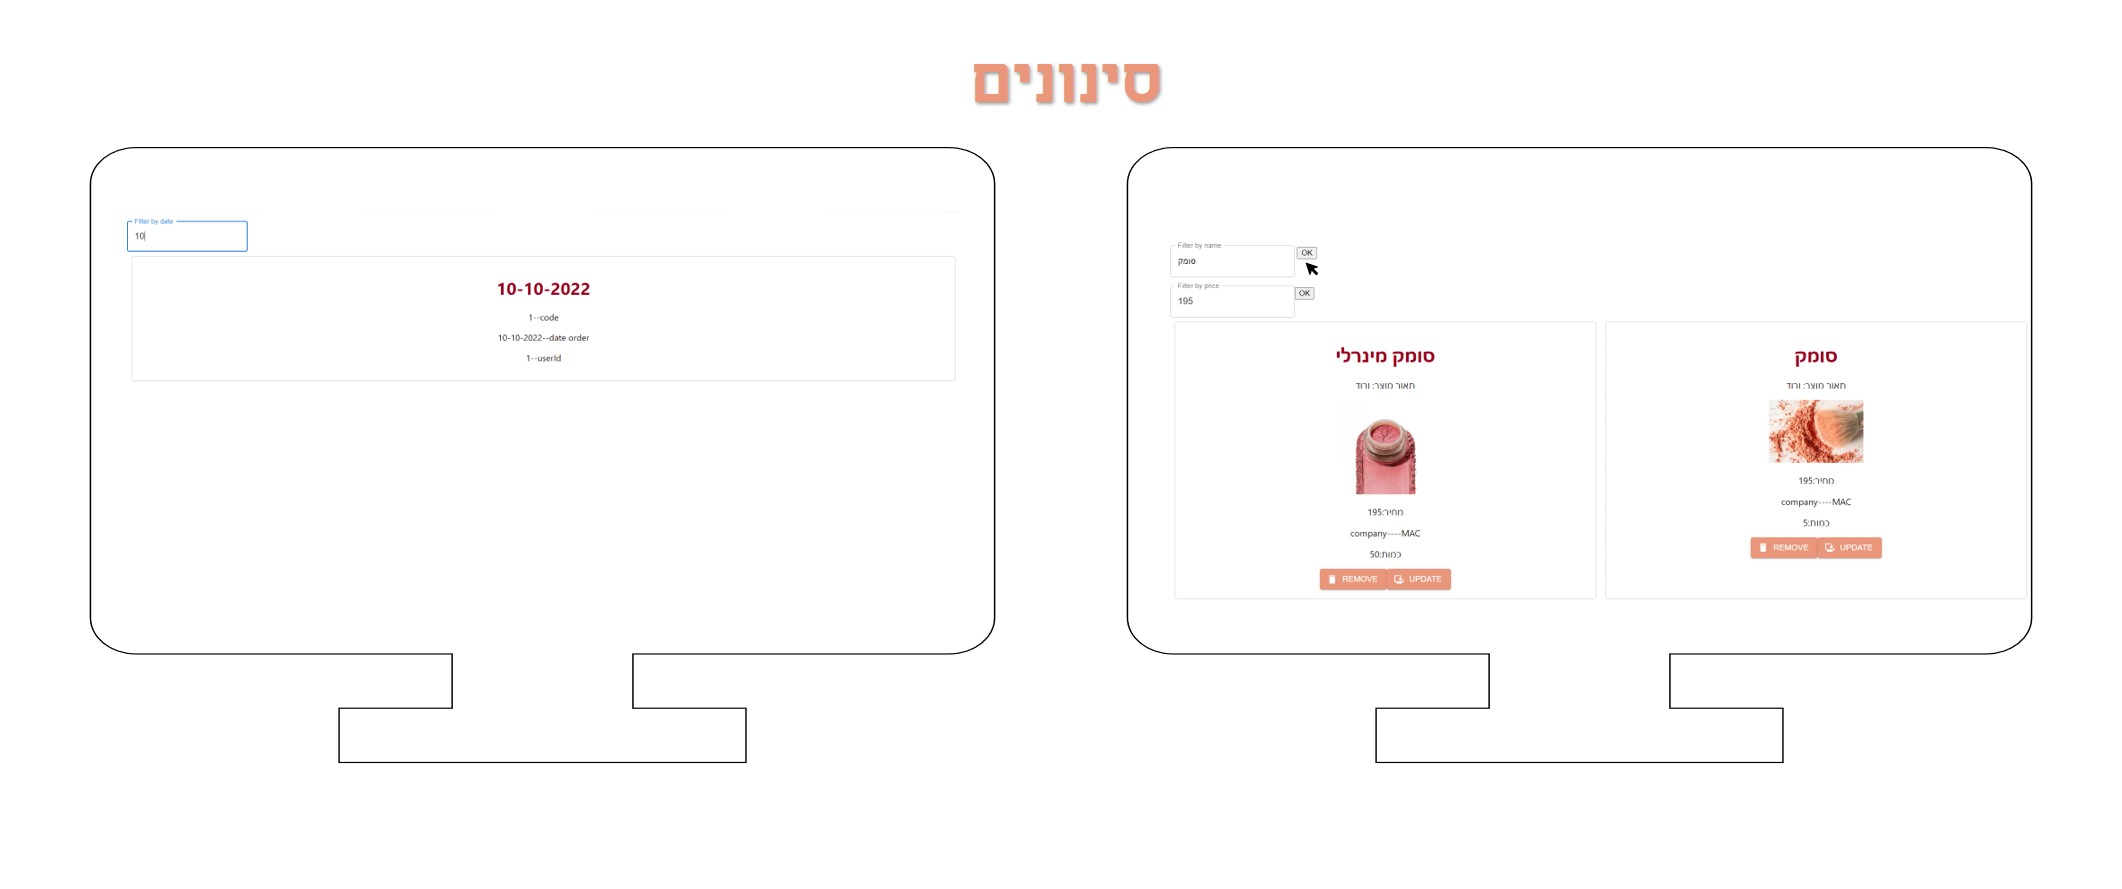 סינונים
Filter by date
10
10-10-2022
1--code
10-10-2022--date order
1--userId
Filter by name
סומק
OK
Filter by price
195
OK
סומק מינרלי
תאור מוצר: ורוד
מחיר:195
company----MAC
כמות:50
REMOVE
UPDATE
סומק
תאור מוצר: ורוד
מחיר:195
company----MAC
כמות:5
REMOVE
UPDATE